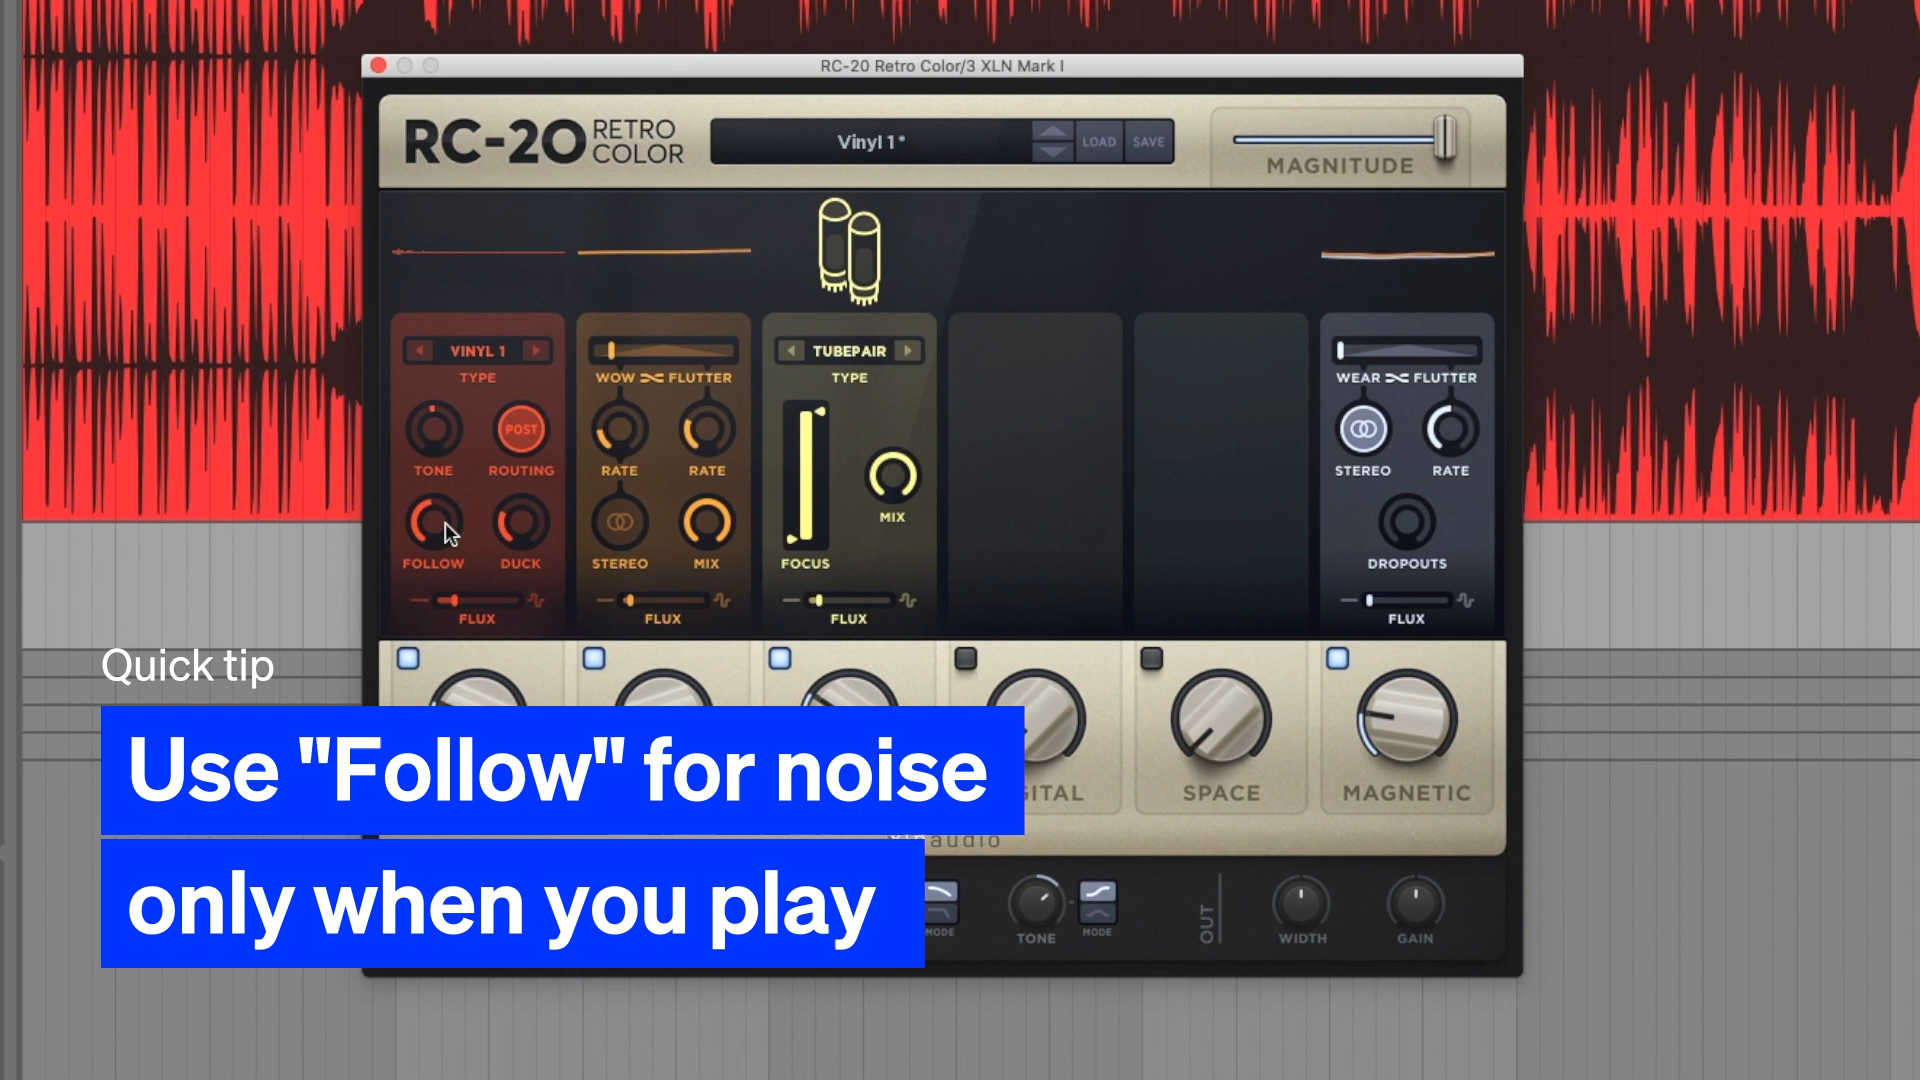 RC-20 Retro Color/3 XLN Mark I
RC-20 RETRO COLOR
Vinyl 1*
LOAD SAVE
MAGNITUDE
VINYL 1
TYPE
TONE
POST
ROUTING
FOLLOW
DUCK
FLUX
WOW FLUTTER
RATE
RATE
STEREO
MIX
FLUX
TUBEPAIR
TYPE
FOCUS
MIX
FLUX
WEAR FLUTTER
STEREO
RATE
DROPOUTS
FLUX
Quick tip
Use "Follow" for noise
only when you play
SPACE
MAGNETIC
audio
MODE
TONE
MODE
OUT
WIDTH
GAIN